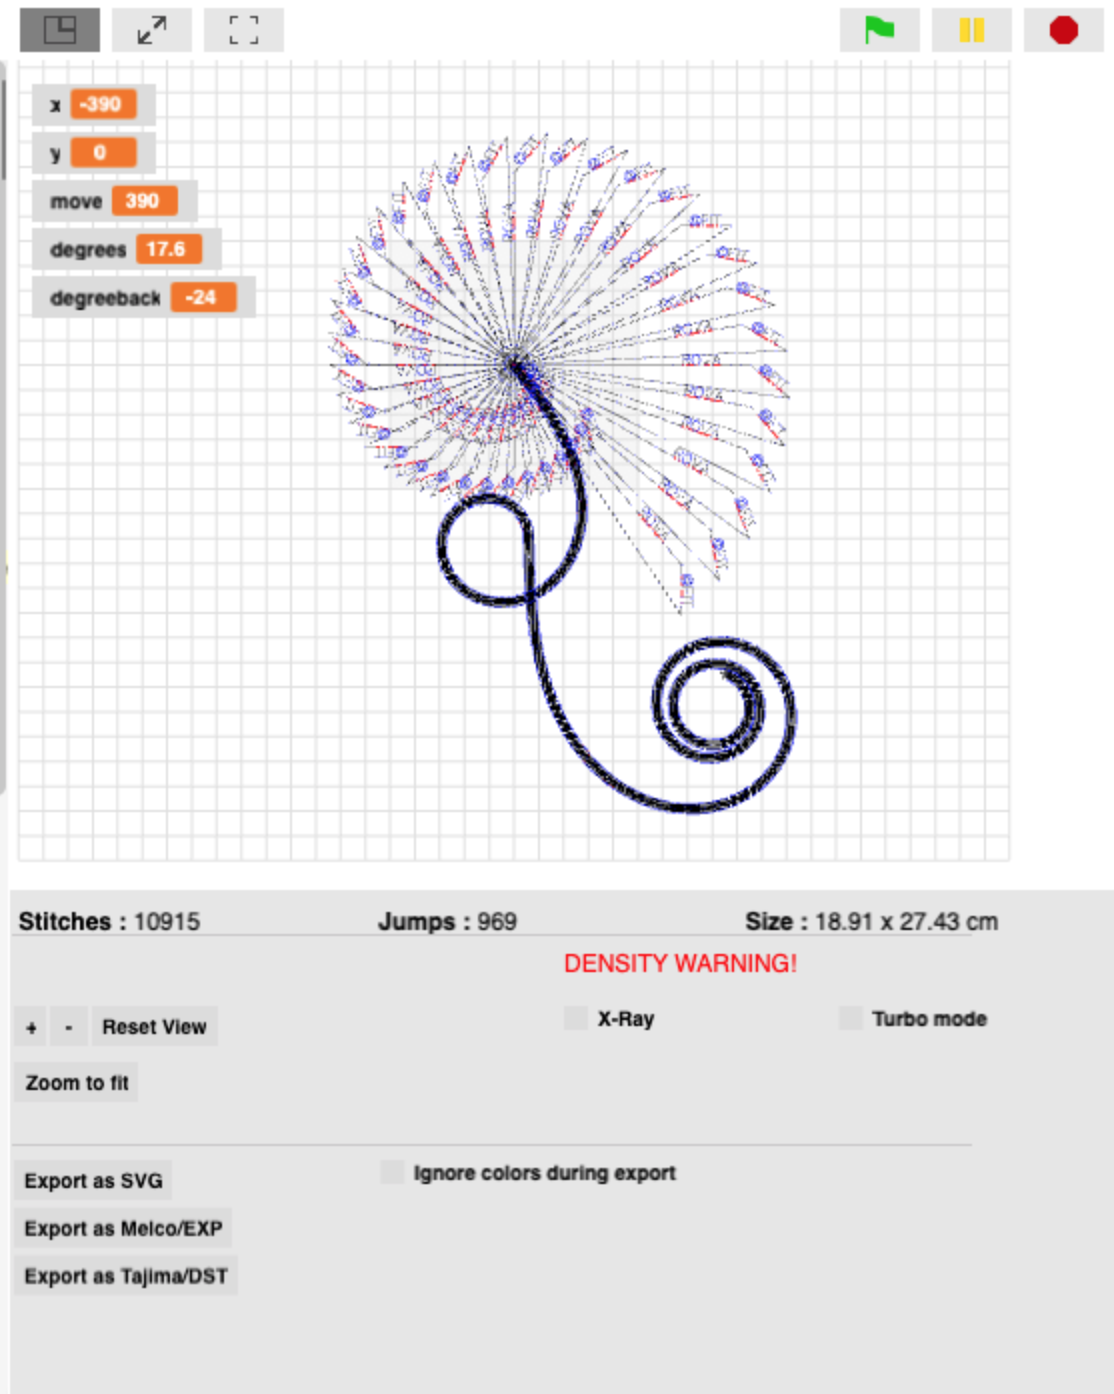 x -390
y 0
move 390
degrees 17.6
degreeback -24
Stitches : 10915 Jumps : 969 Size : 18.91 x 27.43 cm
DENSITY WARNING!
+ - Reset View X-Ray Turbo mode
Zoom to fit
Export as SVG Ignore colors during export
Export as Melco/EXP
Export as Tajima/DST